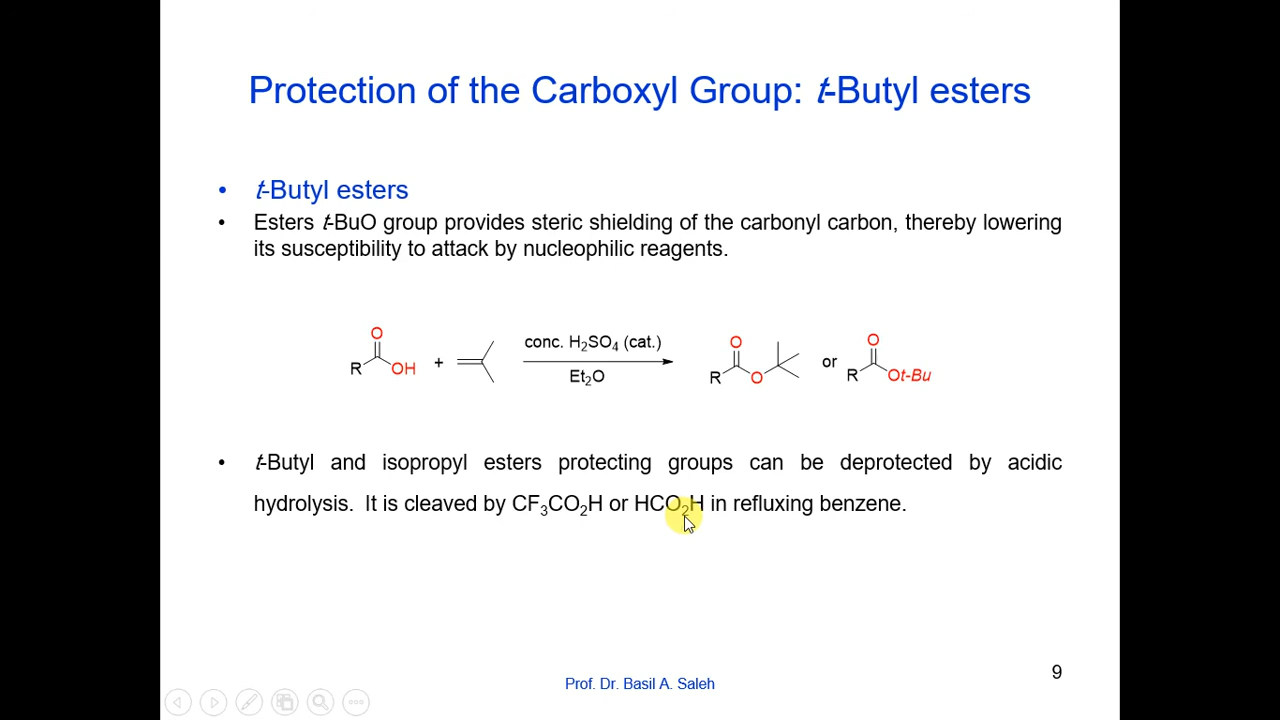 Protection of the Carboxyl Group: t-Butyl esters
• t-Butyl esters
• Esters t-BuO group provides steric shielding of the carbonyl carbon, thereby lowering
its susceptibility to attack by nucleophilic reagents.
O
R OH + conc. H₂SO₄ (cat.) Et₂O
O
R O or
O
R Ot-Bu
• t-Butyl and isopropyl esters protecting groups can be deprotected by acidic
hydrolysis. It is cleaved by CF₃CO₂H or HCO₂H in refluxing benzene.
Prof. Dr. Basil A. Saleh
9